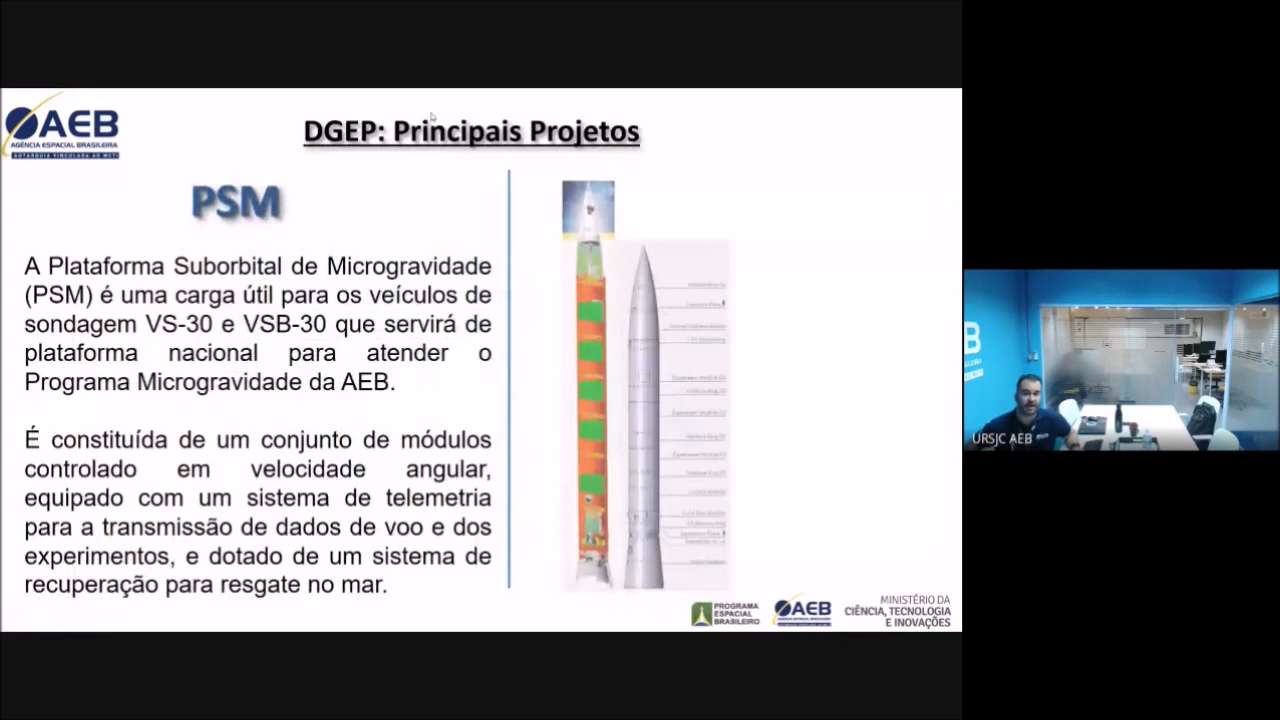 AEB
AGÊNCIA ESPACIAL BRASILEIRA
AUTARQUIA VINCULADA AO MCTI
DGEP: Principais Projetos
PSM
A Plataforma Suborbital de Microgravidade
(PSM) é uma carga útil para os veículos de
sondagem VS-30 e VSB-30 que servirá de
plataforma nacional para atender o
Programa Microgravidade da AEB.
É constituída de um conjunto de módulos
controlado em velocidade angular,
equipado com um sistema de telemetria
para a transmissão de dados de voo e dos
experimentos, e dotado de um sistema de
recuperação para resgate no mar.
PROGRAMA
ESPACIAL
BRASILEIRO
AEB
MINISTÉRIO DA
CIÊNCIA, TECNOLOGIA
E INOVAÇÕES
URSJC AEB